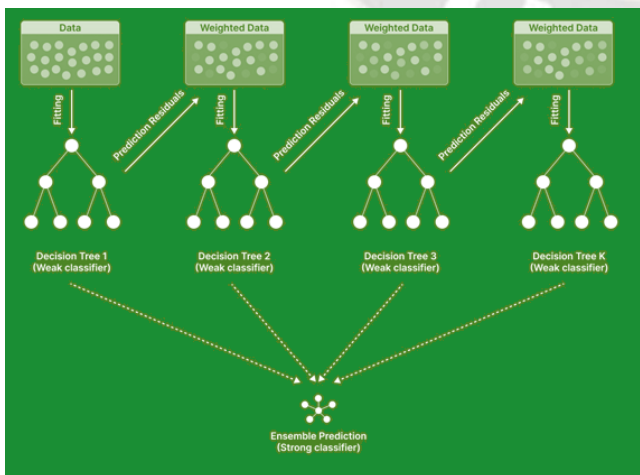 Data
Weighted Data
Weighted Data
Weighted Data
Fitting
Prediction Residuals
Fitting
Prediction Residuals
Fitting
Prediction Residuals
Fitting
Decision Tree 1
(Weak classifier)
Decision Tree 2
(Weak classifier)
Decision Tree 3
(Weak classifier)
Decision Tree K
(Weak classifier)
Ensemble Prediction
(Strong classifier)